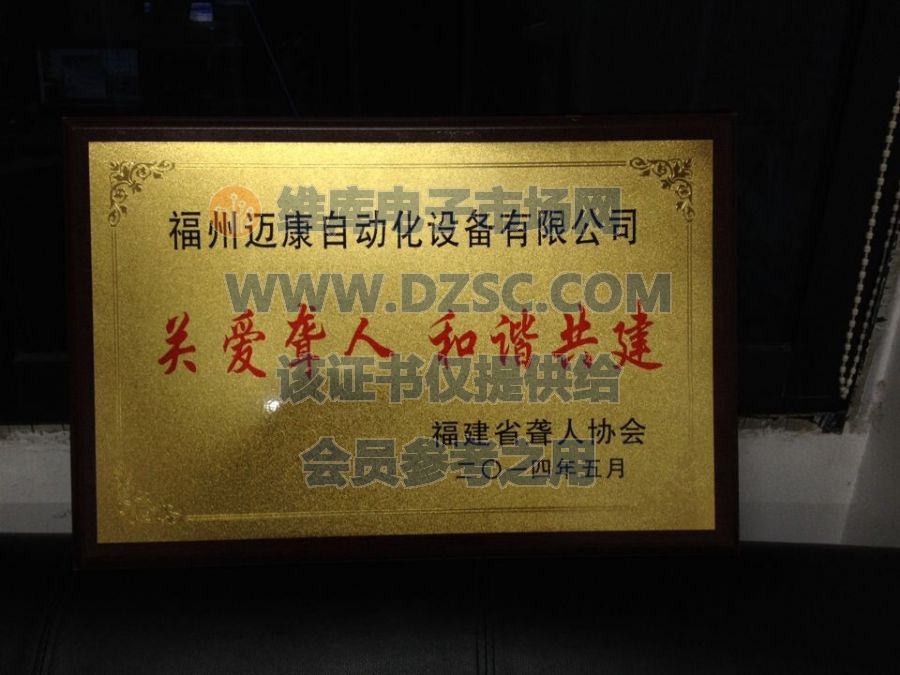 维库电子市场网
福州迈康自动化设备有限公司
WWW.DZSC.COM
关爱聋人 和谐共建
该证书仅提供给
福建省聋人协会
会员参考之用
二〇一四年五月